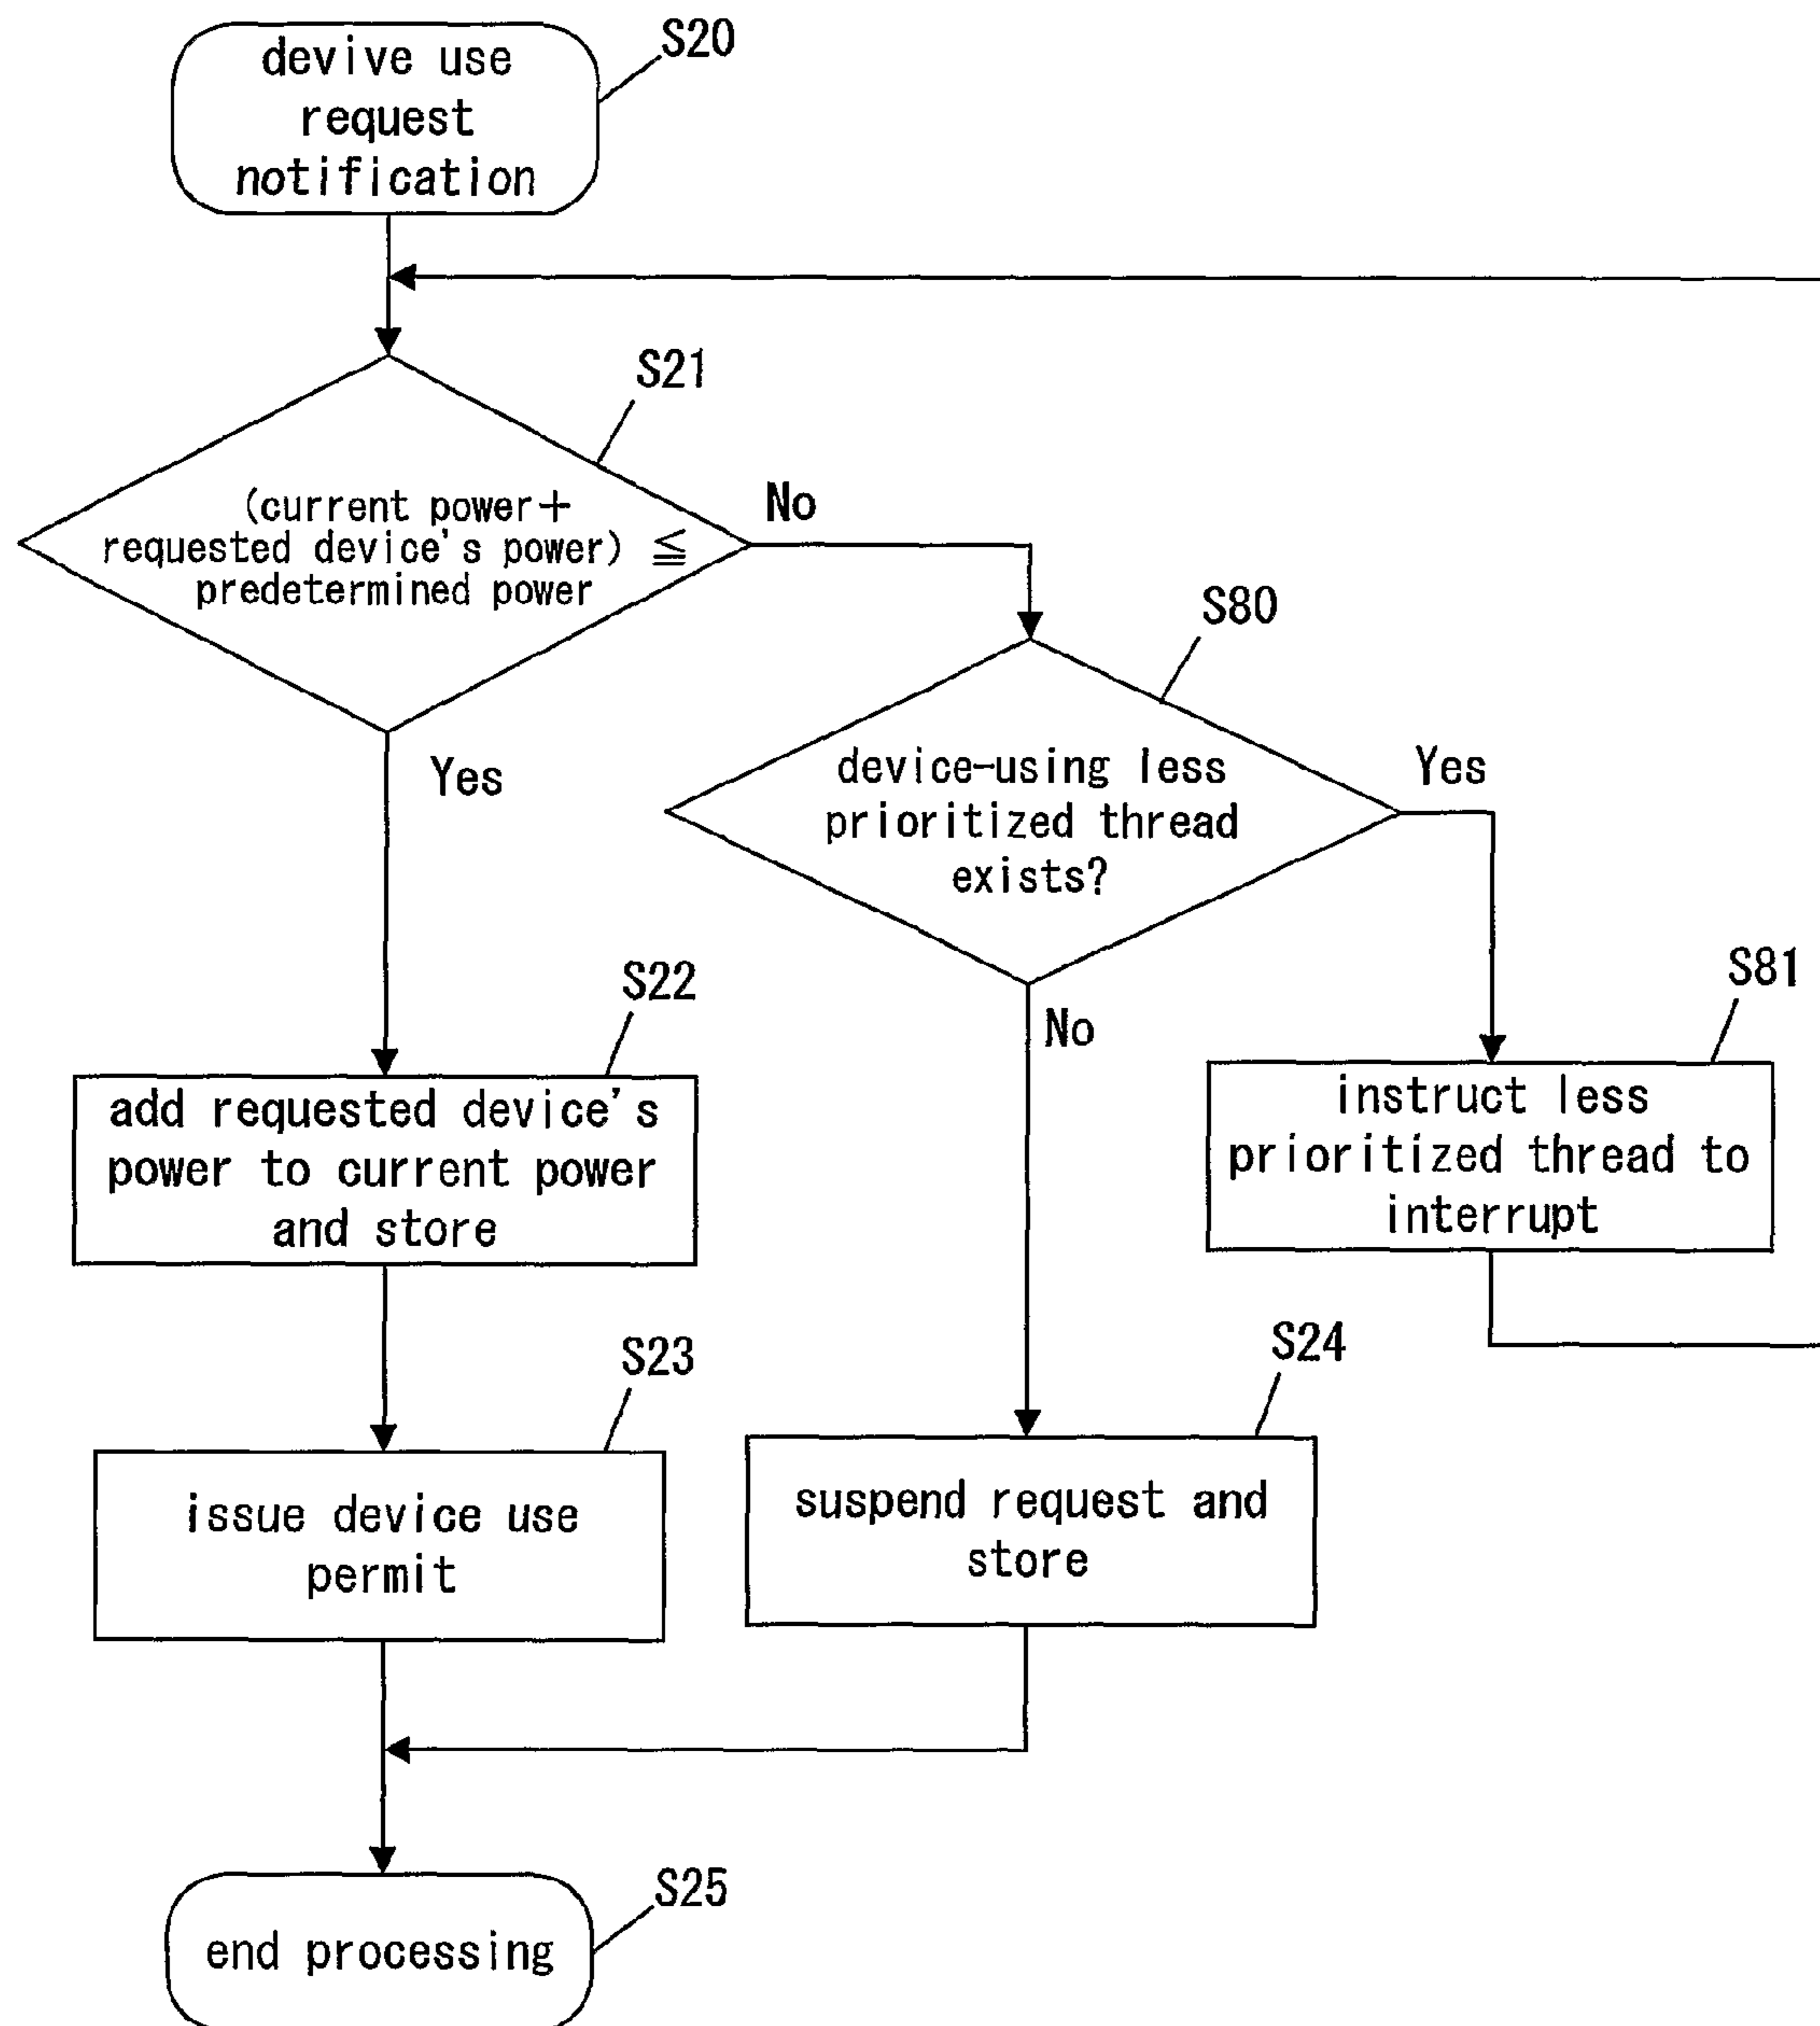 devive use
request
notification
S20
S21
(current power+
requested device's power) ≦
predetermined power
No
Yes
S80
device-using less
prioritized thread
exists?
Yes
No
S22
add requested device's
power to current power
and store
S81
instruct less
prioritized thread to
interrupt
S23
issue device use
permit
S24
suspend request and
store
S25
end processing